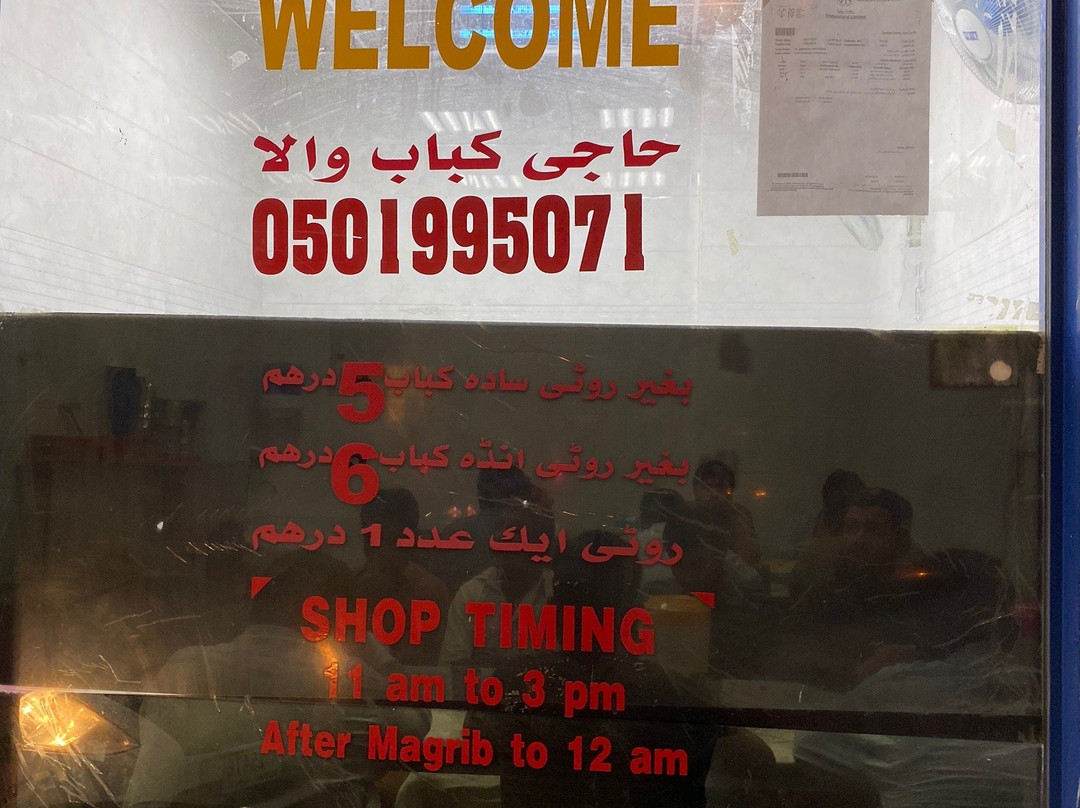 WELCOME
حاجی کباب والا
0501995071
بغیر روٹی سادہ کباب 5 درھم
بغیر روٹی انڈہ کباب 6 درھم
روٹی ایک عدد 1 درھم
SHOP TIMING
11 am to 3 pm
After Magrib to 12 am